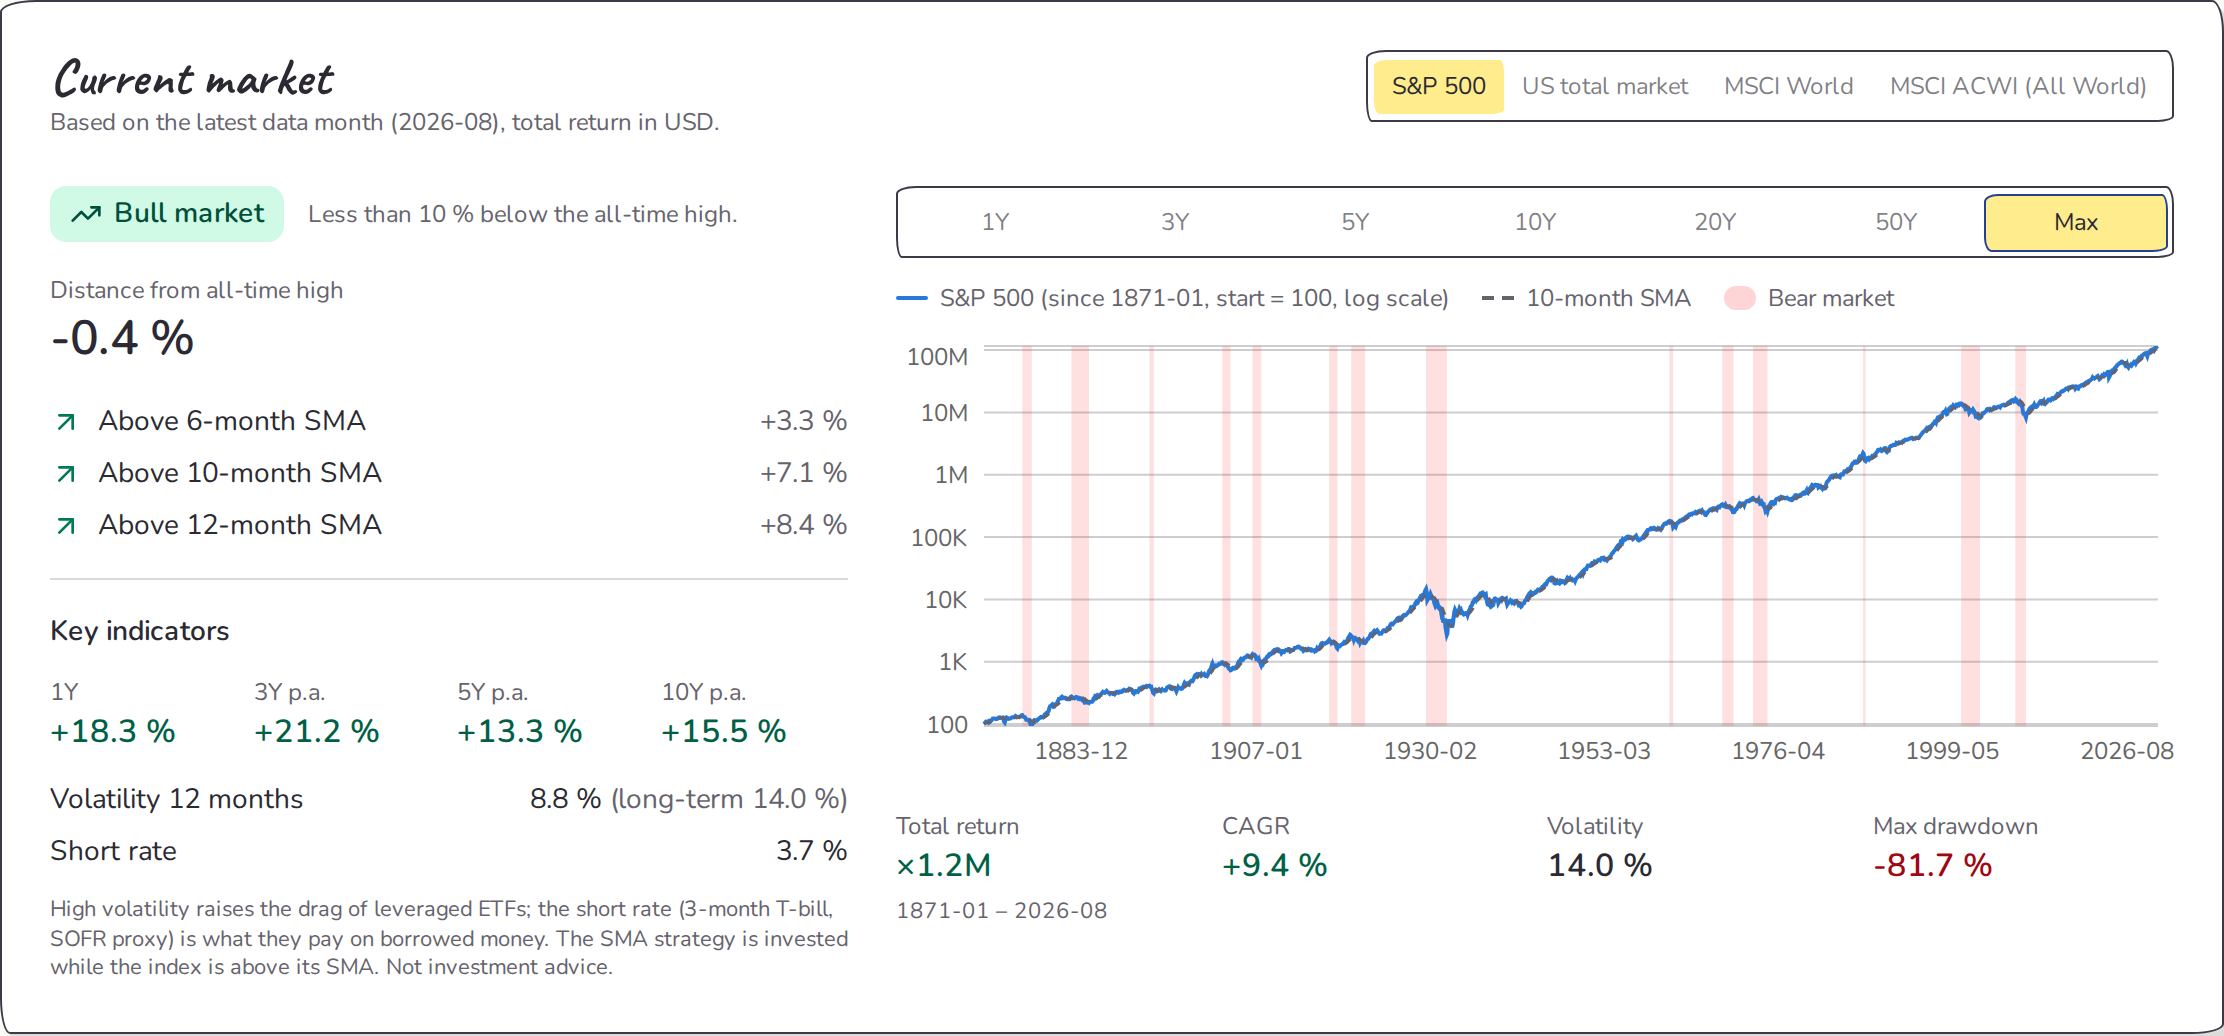 Current market
Based on the latest data month (2026-08), total return in USD.
S&P 500 US total market MSCI World MSCI ACWI (All World)
Bull market Less than 10 % below the all-time high.
Distance from all-time high
-0.4 %
Above 6-month SMA +3.3 %
Above 10-month SMA +7.1 %
Above 12-month SMA +8.4 %
Key indicators
1Y 3Y p.a. 5Y p.a. 10Y p.a.
+18.3 % +21.2 % +13.3 % +15.5 %
Volatility 12 months 8.8 % (long-term 14.0 %)
Short rate 3.7 %
High volatility raises the drag of leveraged ETFs; the short rate (3-month T-bill,
SOFR proxy) is what they pay on borrowed money. The SMA strategy is invested
while the index is above its SMA. Not investment advice.
1Y 3Y 5Y 10Y 20Y 50Y Max
S&P 500 (since 1871-01, start = 100, log scale) 10-month SMA Bear market
100M
10M
1M
100K
10K
1K
100
1883-12 1907-01 1930-02 1953-03 1976-04 1999-05 2026-08
Total return CAGR Volatility Max drawdown
×1.2M +9.4 % 14.0 % -81.7 %
1871-01 – 2026-08